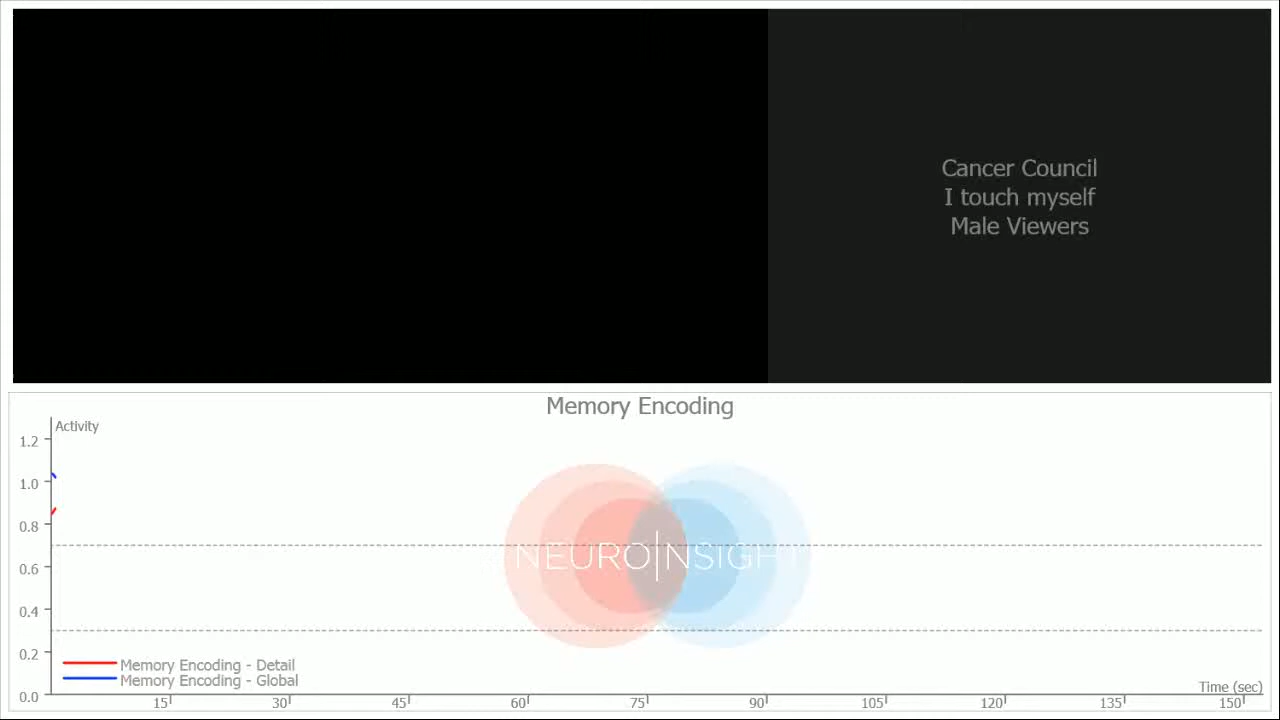 Cancer Council
I touch myself
Male Viewers
Memory Encoding
Activity
1.2
1.0
0.8
0.6
0.4
0.2
0.0
NEURO|NSIGHT
Memory Encoding - Detail
Memory Encoding - Global
Time (sec)
15
30
45
60
75
90
105
120
135
150